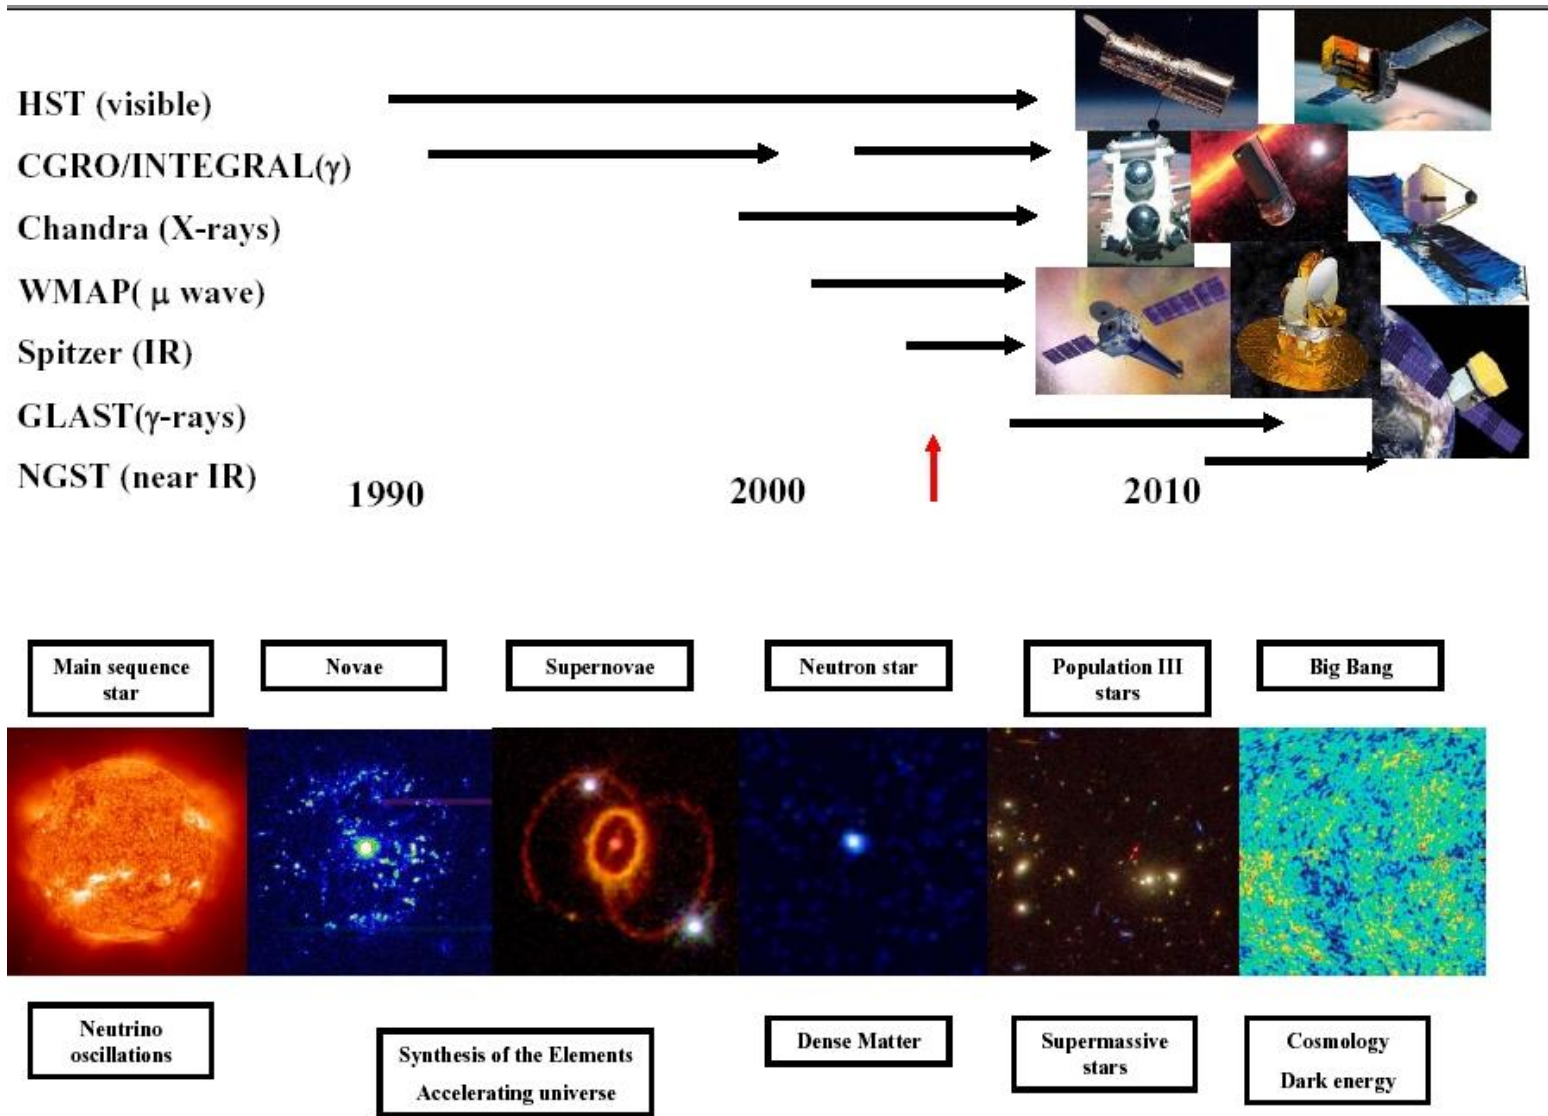 HST (visible)
CGRO/INTEGRAL(γ)
Chandra (X-rays)
WMAP( μ wave)
Spitzer (IR)
GLAST(γ-rays)
NGST (near IR)
1990 2000 2010
Main sequence
star
Novae
Supernovae
Neutron star
Population III
stars
Big Bang
Neutrino
oscillations
Synthesis of the Elements
Accelerating universe
Dense Matter
Supermassive
stars
Cosmology
Dark energy